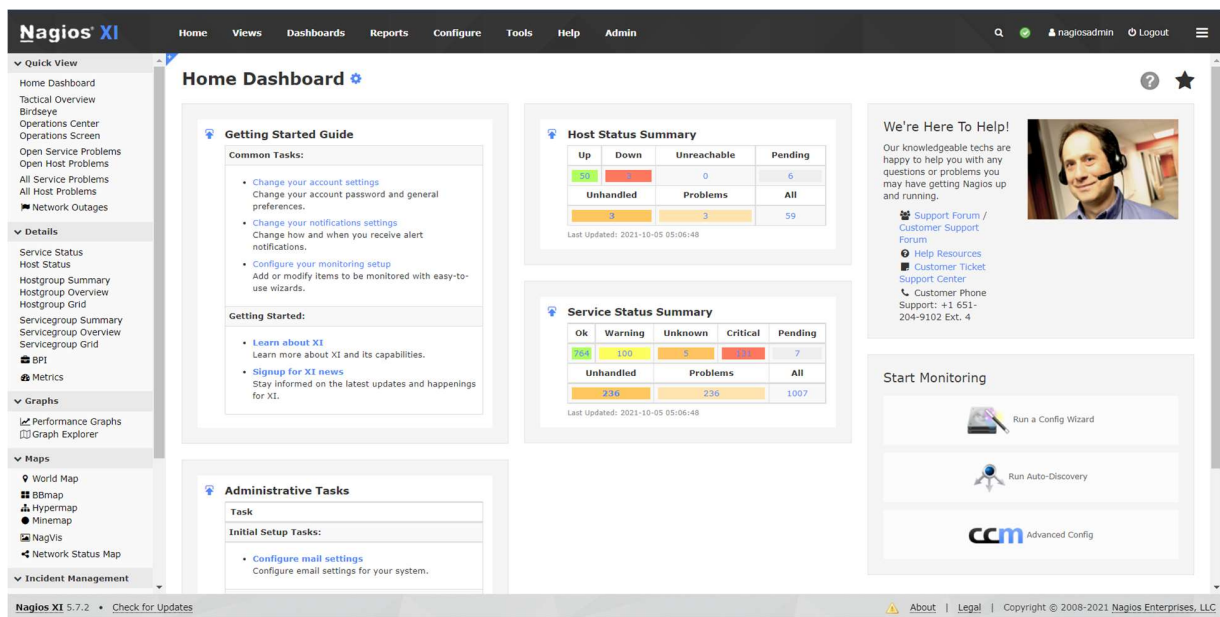 Nagios® XI
Home Views Dashboards Reports Configure Tools Help Admin
nagiosadmin Logout
Quick View
Home Dashboard
Tactical Overview
Birdseye
Operations Center
Operations Screen
Open Service Problems
Open Host Problems
All Service Problems
All Host Problems
Network Outages
Details
Service Status
Host Status
Hostgroup Summary
Hostgroup Overview
Hostgroup Grid
Servicegroup Summary
Servicegroup Overview
Servicegroup Grid
BPI
Metrics
Graphs
Performance Graphs
Graph Explorer
Maps
World Map
BBmap
Hypermap
Minemap
NagVis
Network Status Map
Incident Management
Home Dashboard
Getting Started Guide
Common Tasks:
• Change your account settings
Change your account password and general
preferences.
• Change your notifications settings
Change how and when you receive alert
notifications.
• Configure your monitoring setup
Add or modify items to be monitored with easy-to-
use wizards.
Getting Started:
• Learn about XI
Learn more about XI and its capabilities.
• Signup for XI news
Stay informed on the latest updates and happenings
for XI.
Administrative Tasks
Task
Initial Setup Tasks:
• Configure mail settings
Configure email settings for your system.
Host Status Summary
Up Down Unreachable Pending
50 0 6
Unhandled Problems All
3 3 59
Last Updated: 2021-10-05 05:06:48
Service Status Summary
Ok Warning Unknown Critical Pending
764 100 5 131 7
Unhandled Problems All
236 236 1007
Last Updated: 2021-10-05 05:06:48
We're Here To Help!
Our knowledgeable techs are
happy to help you with any
questions or problems you
may have getting Nagios up
and running.
Support Forum /
Customer Support
Forum
Help Resources
Customer Ticket
Support Center
Customer Phone
Support: +1 651-
204-9102 Ext. 4
Start Monitoring
Run a Config Wizard
Run Auto-Discovery
ccm Advanced Config
Nagios XI 5.7.2 • Check for Updates
About | Legal | Copyright © 2008-2021 Nagios Enterprises, LLC